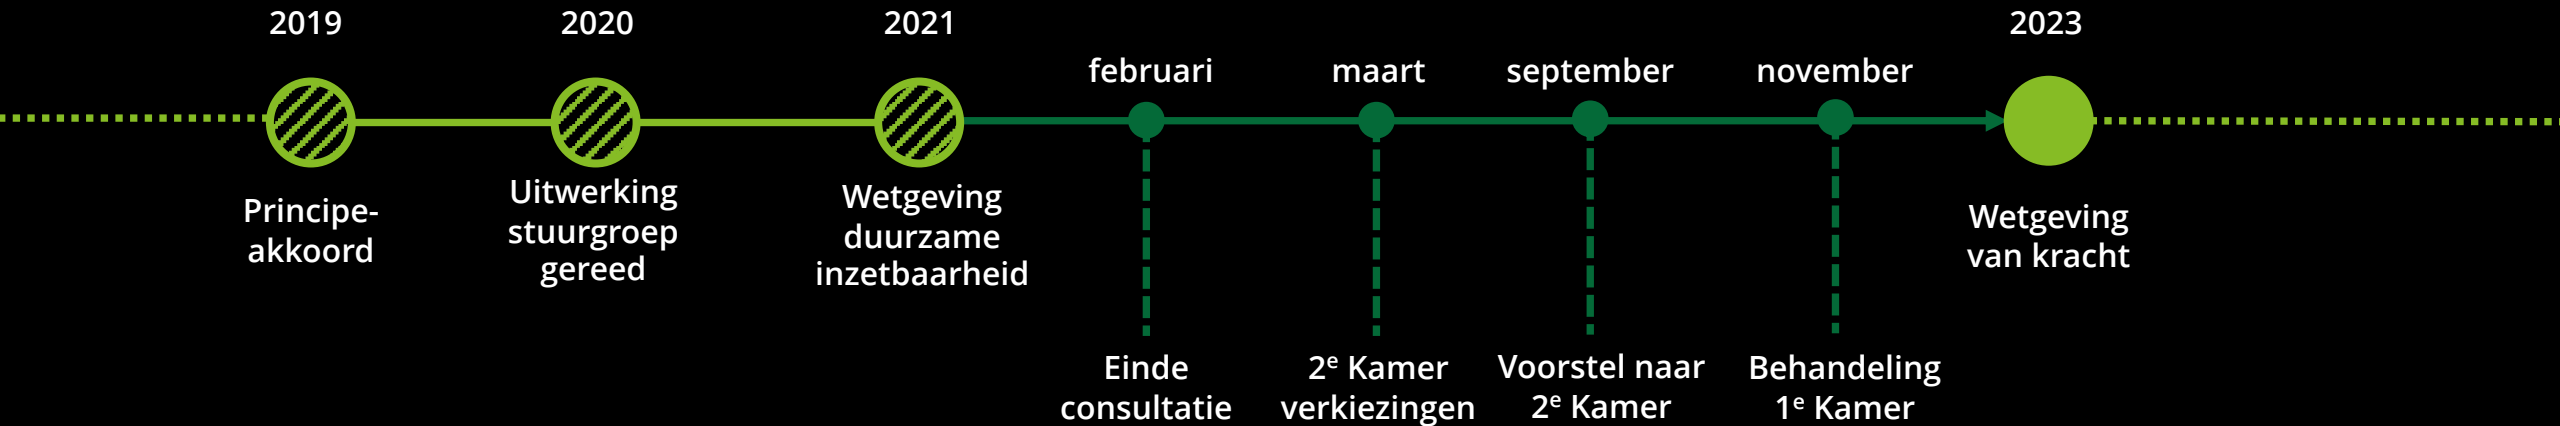 2019
Principe-
akkoord
2020
Uitwerking
stuurgroep
gereed
2021
Wetgeving
duurzame
inzetbaarheid
februari
Einde
consultatie
maart
2e Kamer
verkiezingen
september
Voorstel naar
2e Kamer
november
Behandeling
1e Kamer
2023
Wetgeving
van kracht